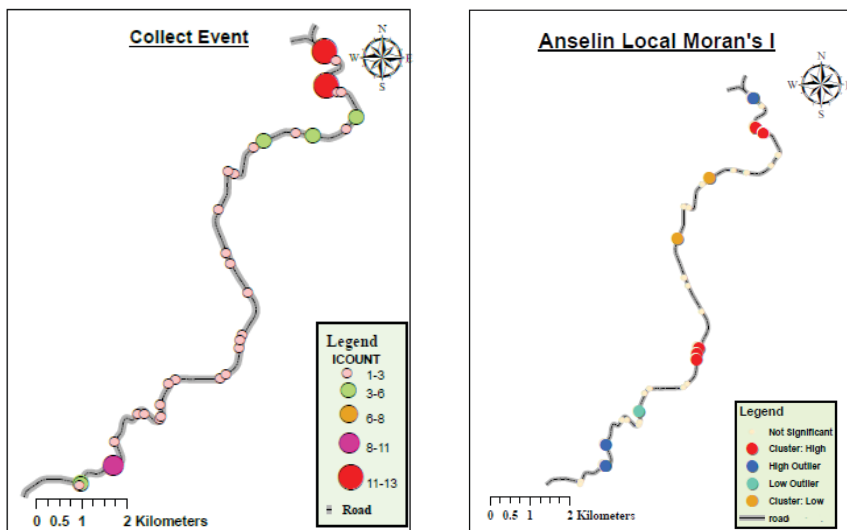 Collect Event
N
W E
S
Legend
ICOUNT
1-3
3-6
6-8
8-11
11-13
Road
0 0.5 1 2 Kilometers
Anselin Local Moran's I
N
W E
S
Legend
Not Significant
Cluster: High
High Outlier
Low Outlier
Cluster: Low
road
0 0.5 1 2 Kilometers